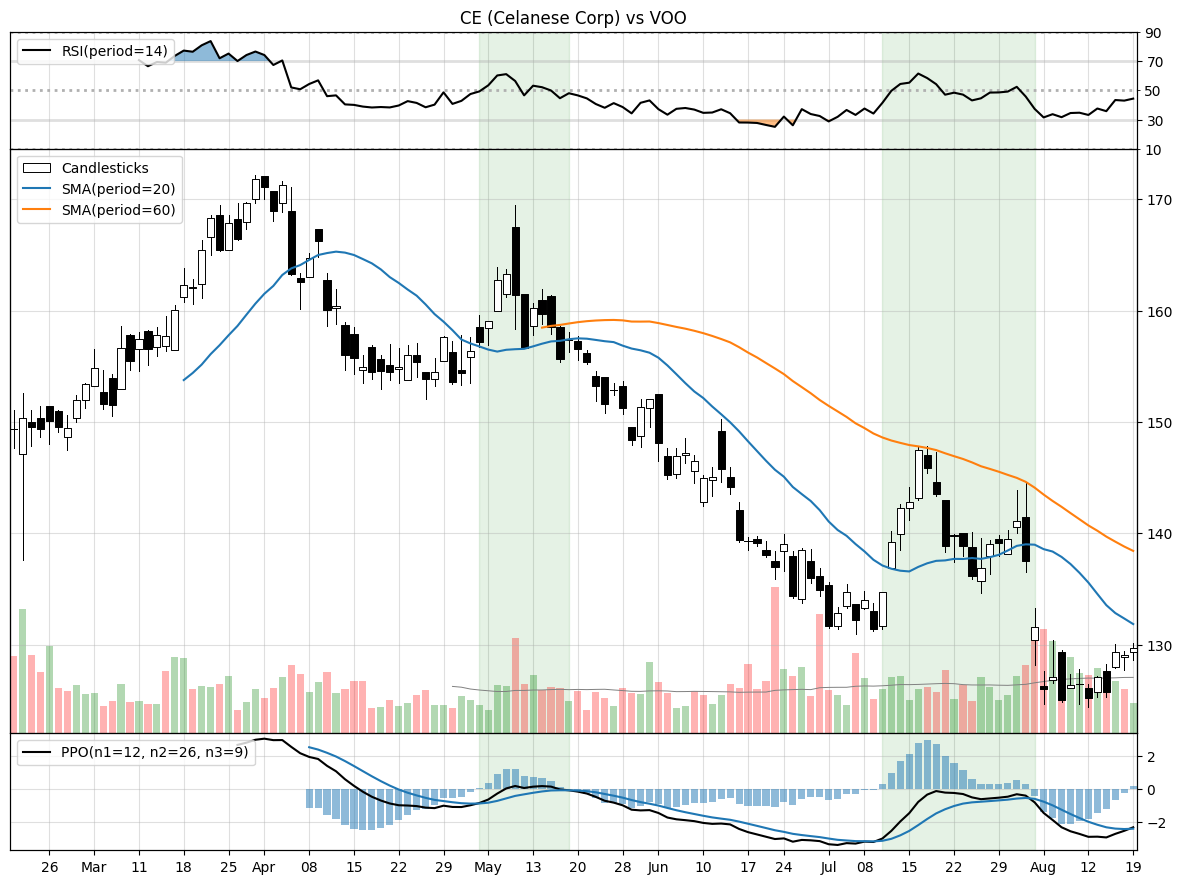 CE (Celanese Corp) vs VOO
RSI(period=14)
90
70
50
30
10
Candlesticks
SMA(period=20)
SMA(period=60)
170
160
150
140
130
PPO(n1=12, n2=26, n3=9)
2
0
−2
26 Mar 11 18 25 Apr 08 15 22 29 May 13 20 28 Jun 10 17 24 Jul 08 15 22 29 Aug 12 19